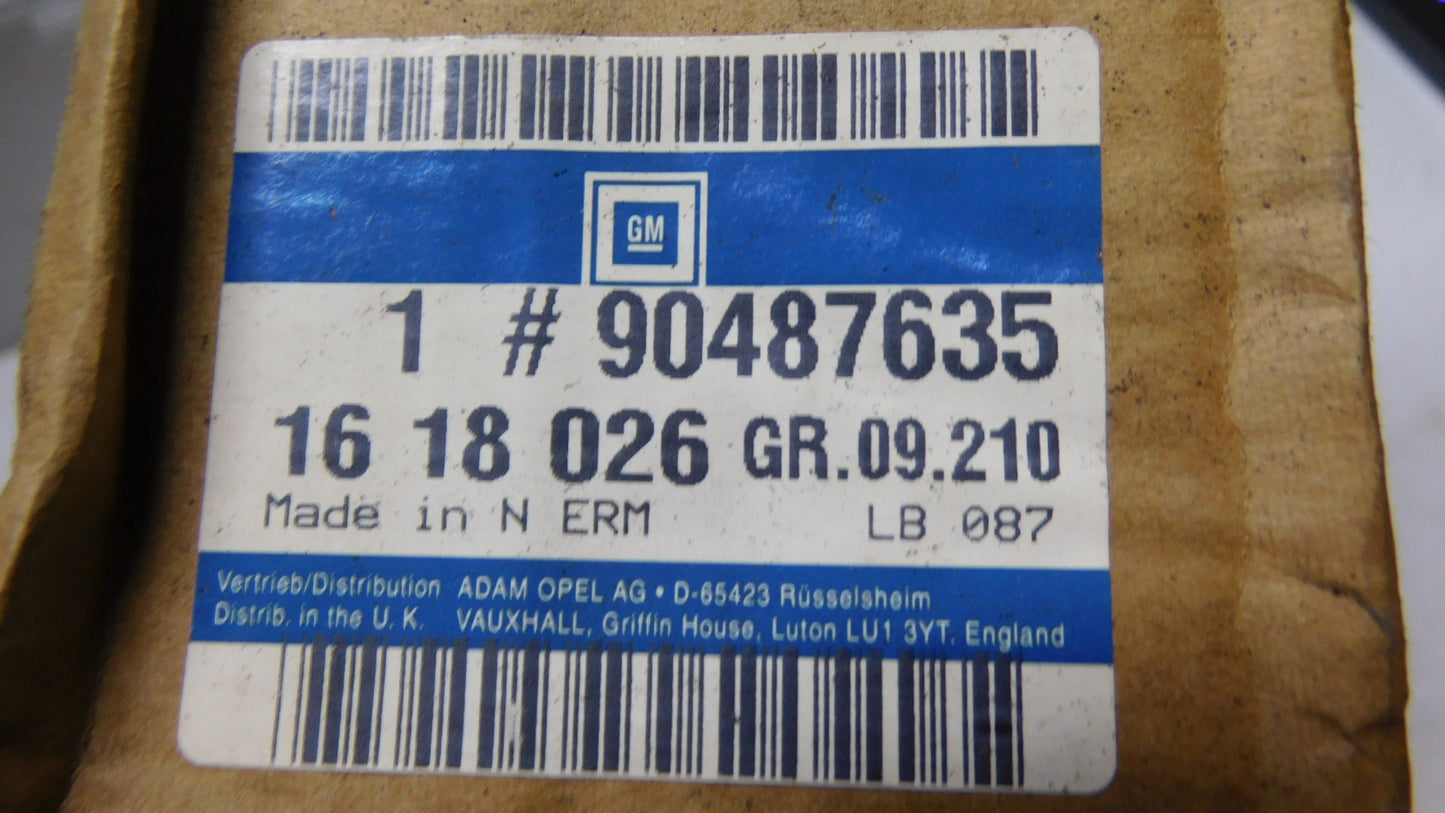 GM
1 # 90487635
16 18 026 GR.09.210
Made in N ERM LB 087
Vertrieb/Distribution ADAM OPEL AG • D-65423 Rüsselsheim
Distrib. in the U. K. VAUXHALL, Griffin House, Luton LU1 3YT, England